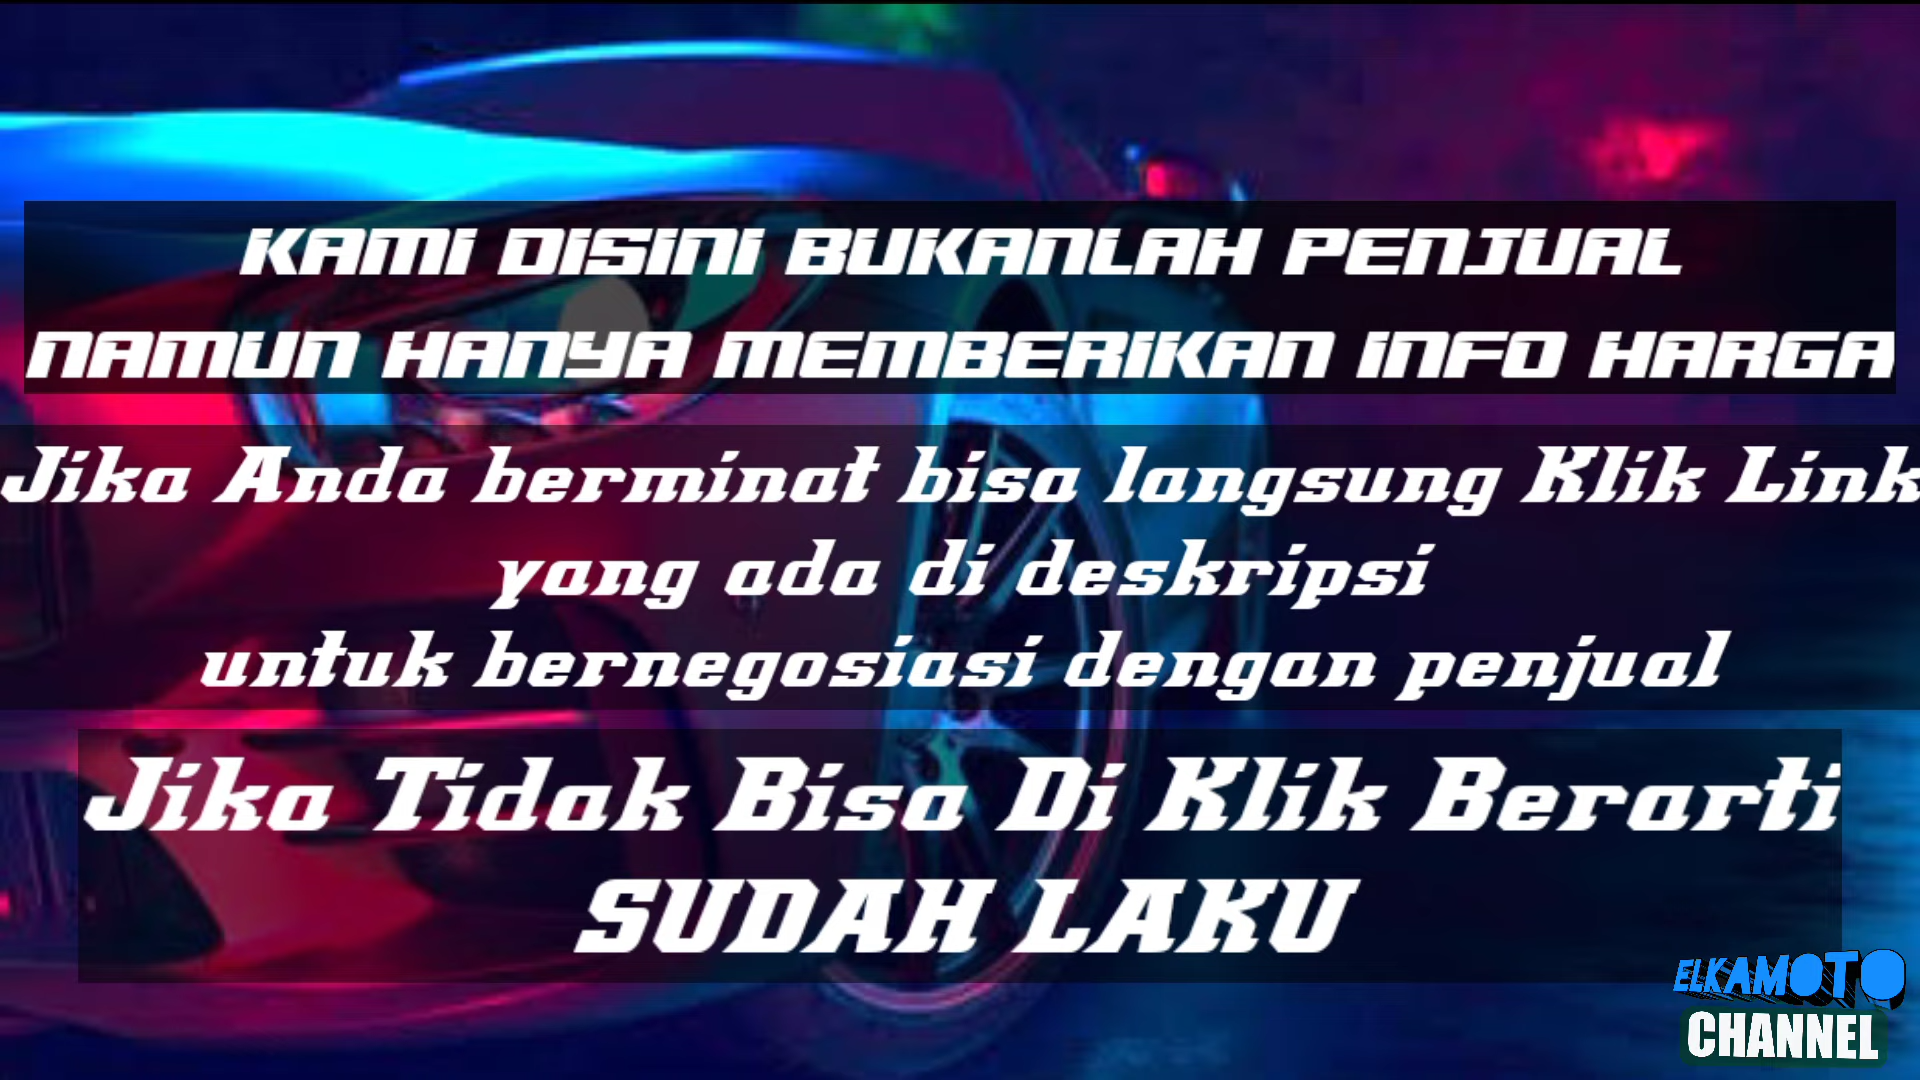 KAMI DISINI BUKANLAH PENJUAL
NAMUN HANYA MEMBERIKAN INFO HARGA
Jika Anda berminat bisa langsung Klik Link
yang ada di deskripsi
untuk bernegosiasi dengan penjual
Jika Tidak Bisa Di Klik Berarti
SUDAH LAKU
ELKAMOTO
CHANNEL